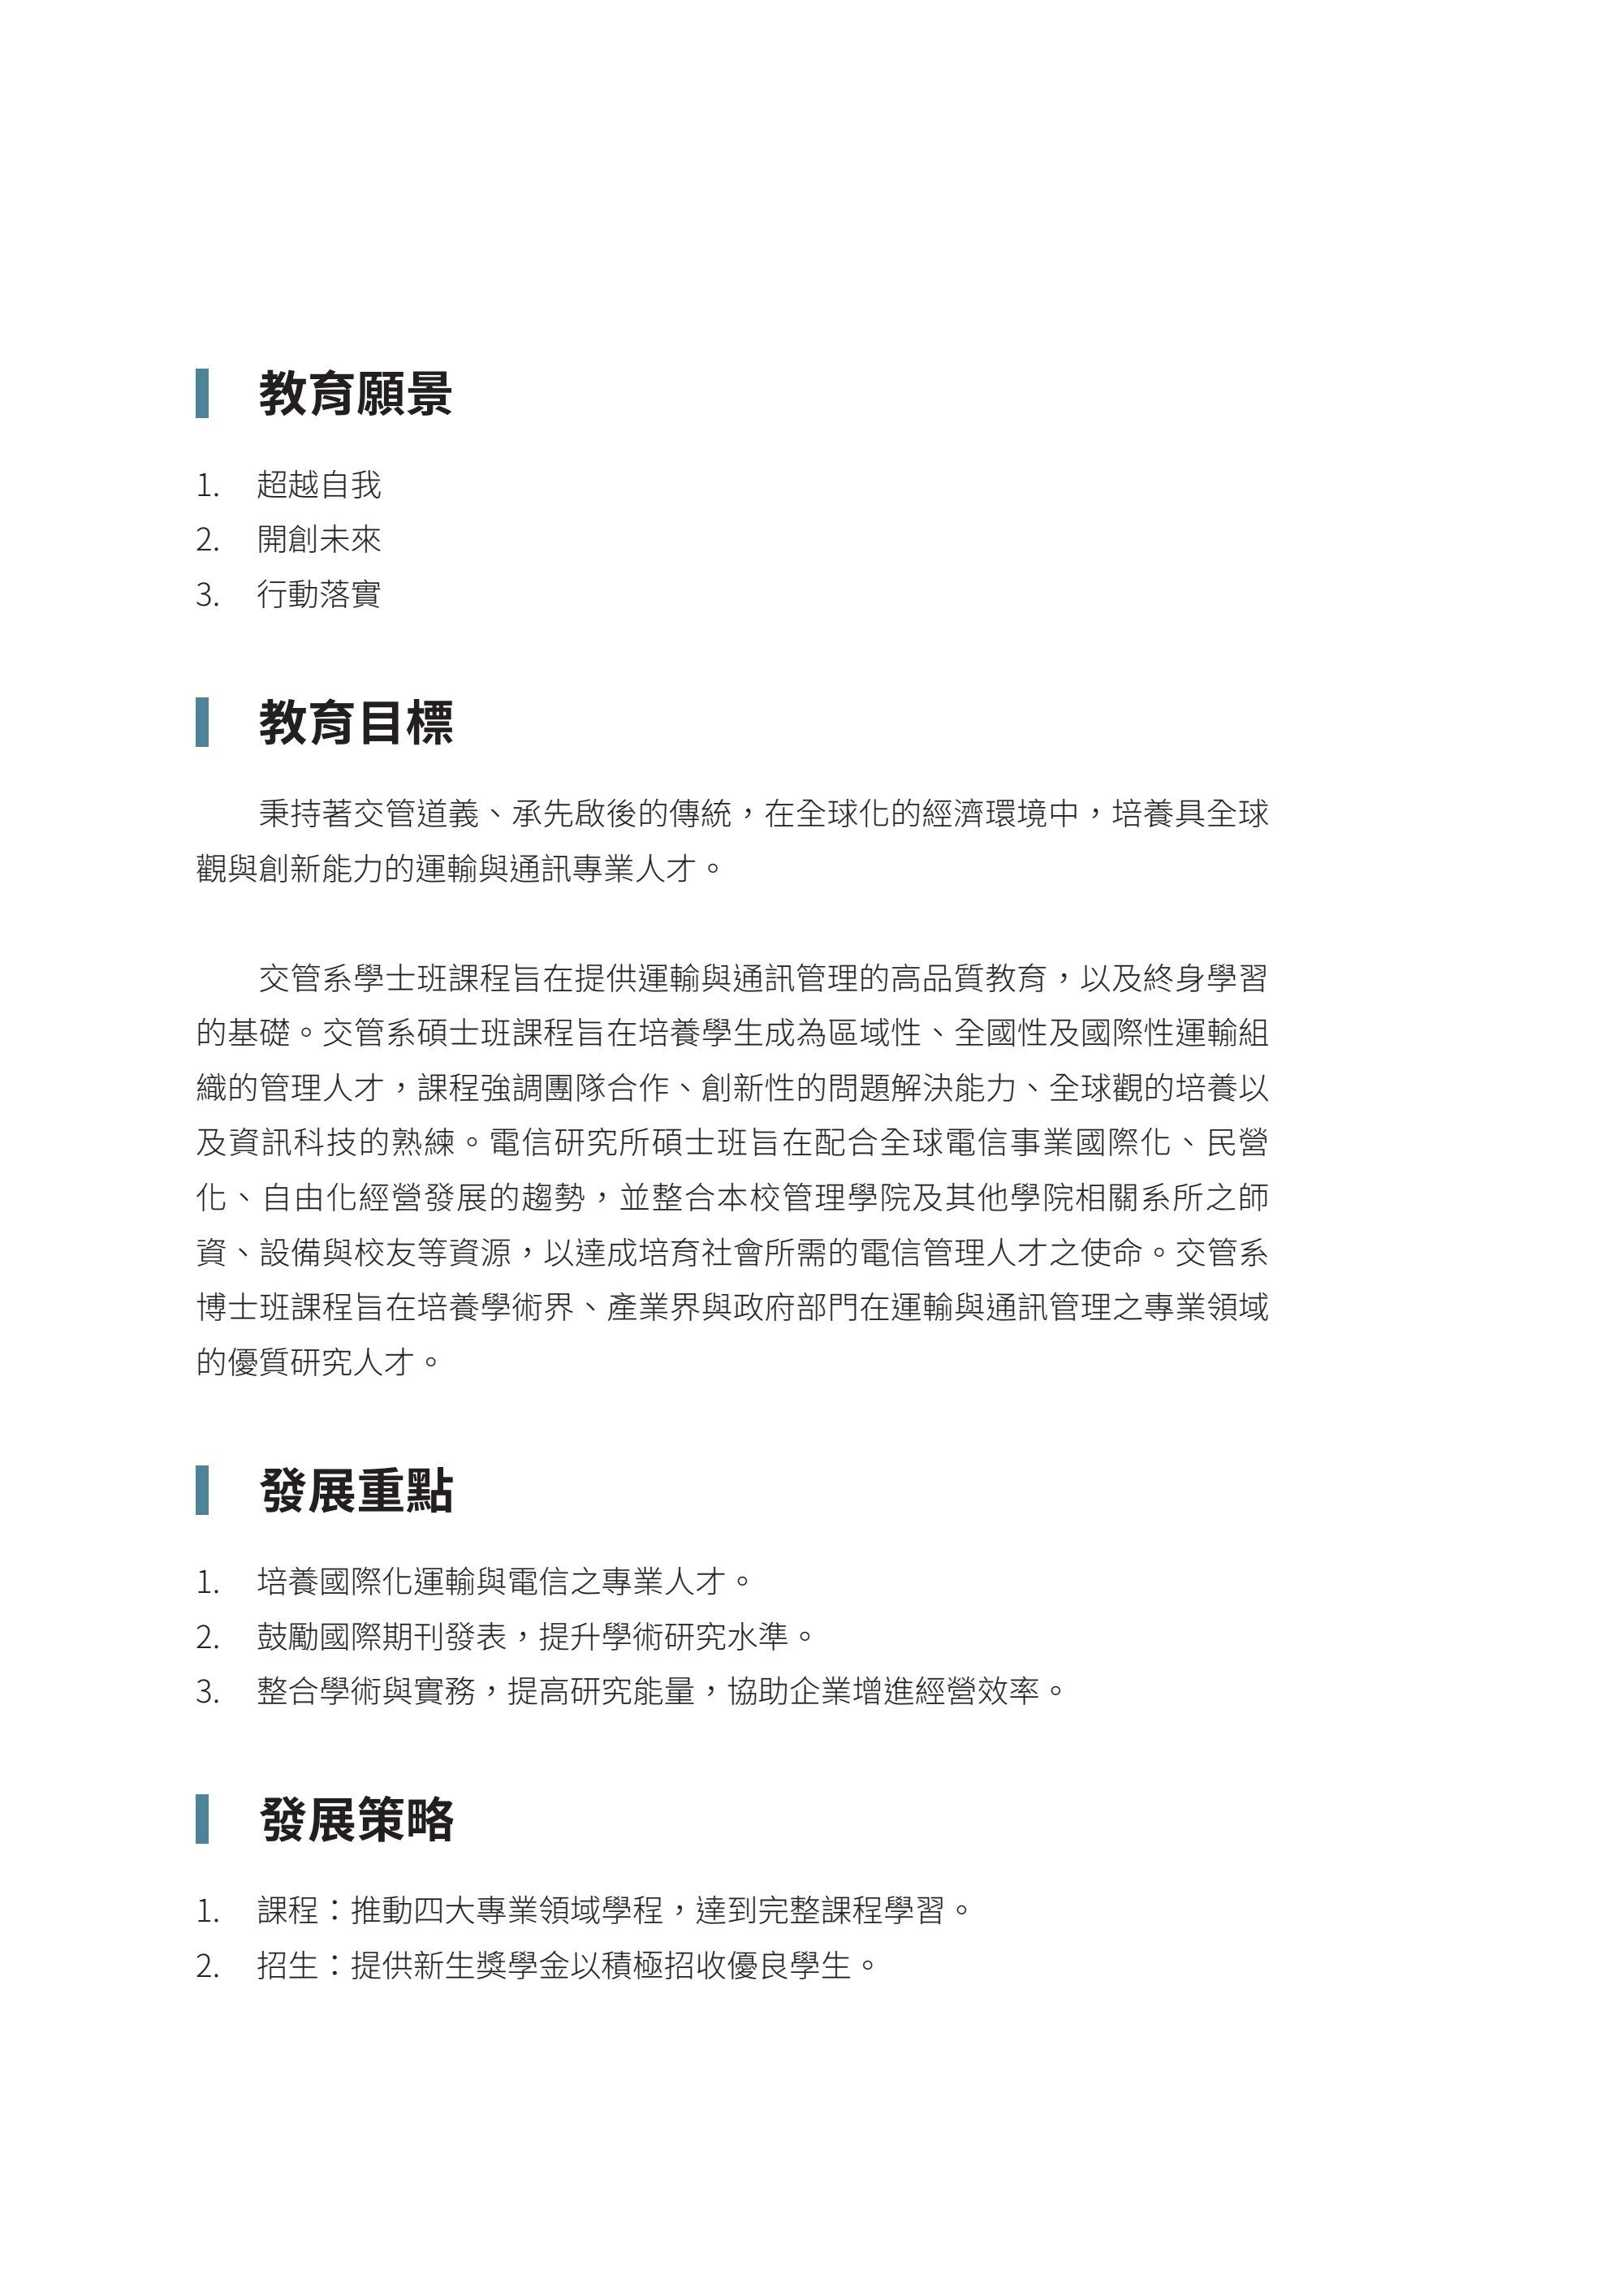 教育願景
1. 超越自我
2. 開創未來
3. 行動落實
教育目標
秉持著交管道義、承先啟後的傳統，在全球化的經濟環境中，培養具全球
觀與創新能力的運輸與通訊專業人才。
交管系學士班課程旨在提供運輸與通訊管理的高品質教育，以及終身學習
的基礎。交管系碩士班課程旨在培養學生成為區域性、全國性及國際性運輸組
織的管理人才，課程強調團隊合作、創新性的問題解決能力、全球觀的培養以
及資訊科技的熟練。電信研究所碩士班旨在配合全球電信事業國際化、民營
化、自由化經營發展的趨勢，並整合本校管理學院及其他學院相關系所之師
資、設備與校友等資源，以達成培育社會所需的電信管理人才之使命。交管系
博士班課程旨在培養學術界、產業界與政府部門在運輸與通訊管理之專業領域
的優質研究人才。
發展重點
1. 培養國際化運輸與電信之專業人才。
2. 鼓勵國際期刊發表，提升學術研究水準。
3. 整合學術與實務，提高研究能量，協助企業增進經營效率。
發展策略
1. 課程：推動四大專業領域學程，達到完整課程學習。
2. 招生：提供新生獎學金以積極招收優良學生。